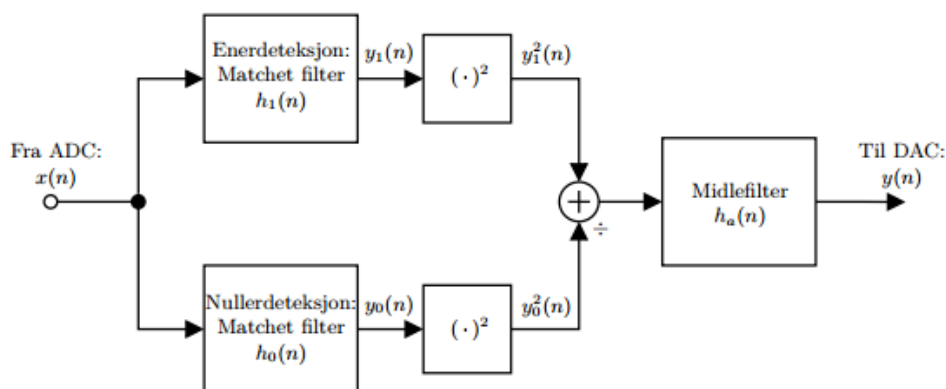 Enerdeteksjon:
Matchet filter
h₁(n)
y₁(n)
(·)²
y₁²(n)
Fra ADC:
x(n)
+
÷
Midlefilter
hₐ(n)
Til DAC:
y(n)
Nullerdeteksjon:
Matchet filter
h₀(n)
y₀(n)
(·)²
y₀²(n)